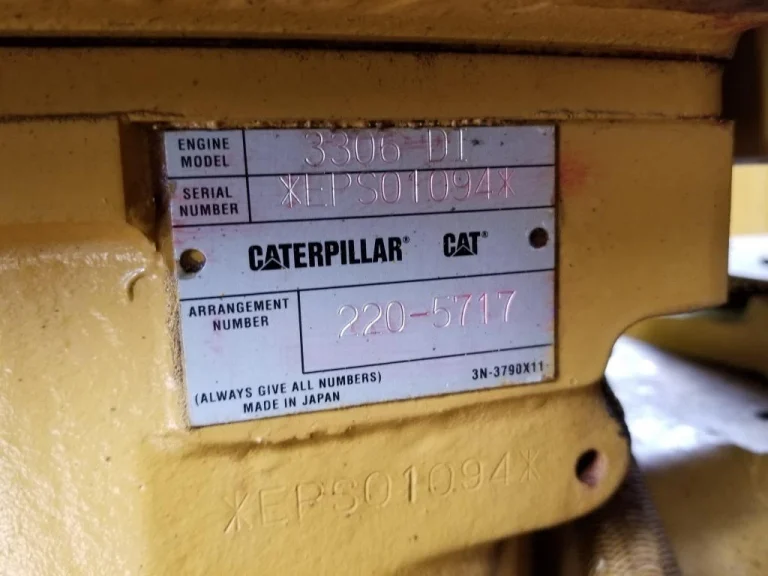 ENGINE MODEL 3306 DI
SERIAL NUMBER *EPS01094*
CATERPILLAR® CAT®
ARRANGEMENT NUMBER 220-5717
(ALWAYS GIVE ALL NUMBERS) 3N-3790X11
MADE IN JAPAN
*EPS01094*